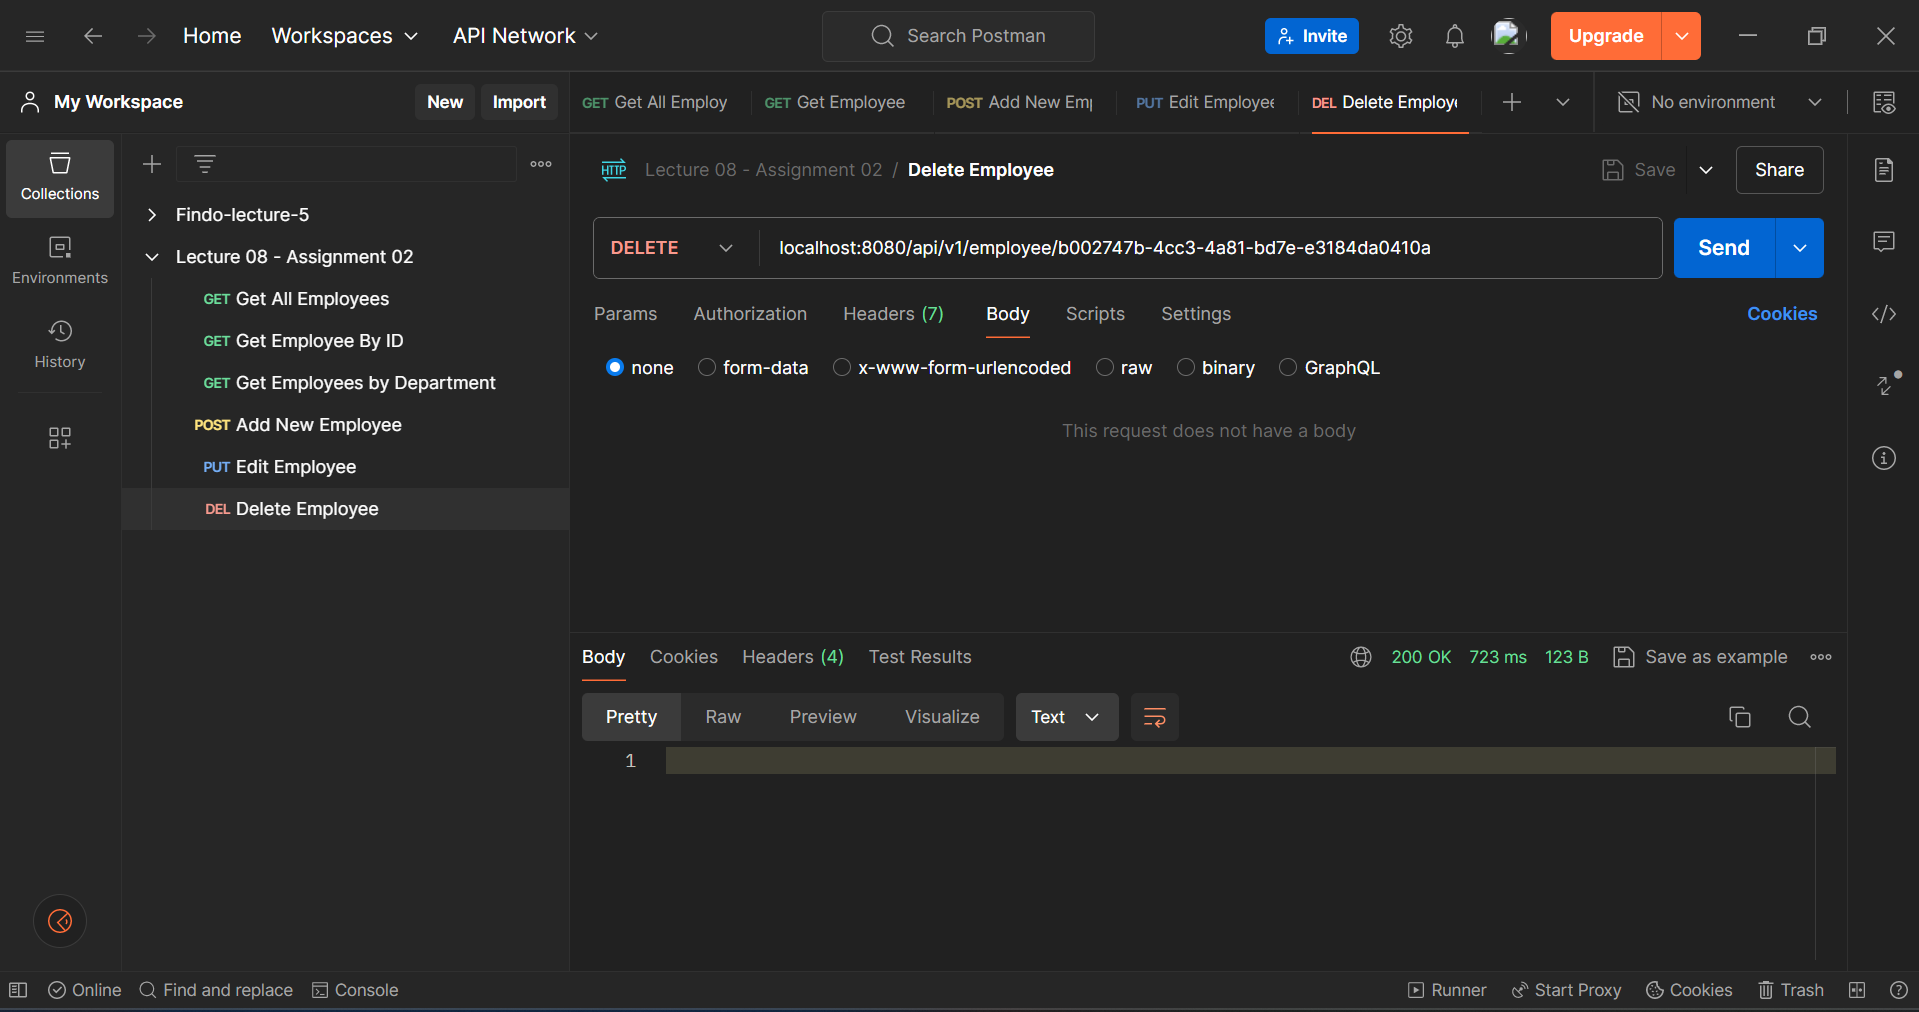 Home Workspaces API Network Search Postman Invite Upgrade
My Workspace New Import
GET Get All Employ GET Get Employee POST Add New Emp PUT Edit Employee DEL Delete Employ No environment
Collections
Environments
History
Findo-lecture-5
Lecture 08 - Assignment 02
GET Get All Employees
GET Get Employee By ID
GET Get Employees by Department
POST Add New Employee
PUT Edit Employee
DEL Delete Employee
HTTP Lecture 08 - Assignment 02 / Delete Employee Save Share
DELETE localhost:8080/api/v1/employee/b002747b-4cc3-4a81-bd7e-e3184da0410a Send
Params Authorization Headers (7) Body Scripts Settings Cookies
none form-data x-www-form-urlencoded raw binary GraphQL
This request does not have a body
Body Cookies Headers (4) Test Results 200 OK 723 ms 123 B Save as example
Pretty Raw Preview Visualize Text
1
Online Find and replace Console Runner Start Proxy Cookies Trash